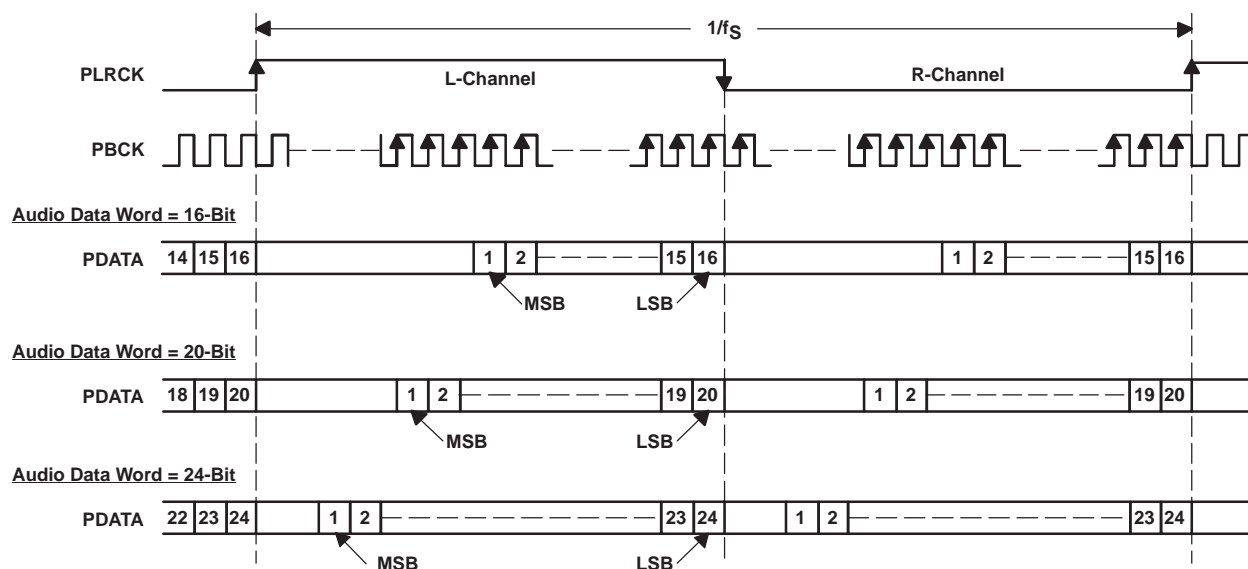 1/fS
PLRCK L-Channel R-Channel
PBCK
Audio Data Word = 16-Bit
PDATA 14 15 16 1 2 15 16 1 2 15 16
MSB LSB
Audio Data Word = 20-Bit
PDATA 18 19 20 1 2 19 20 1 2 19 20
MSB LSB
Audio Data Word = 24-Bit
PDATA 22 23 24 1 2 23 24 1 2 23 24
MSB LSB